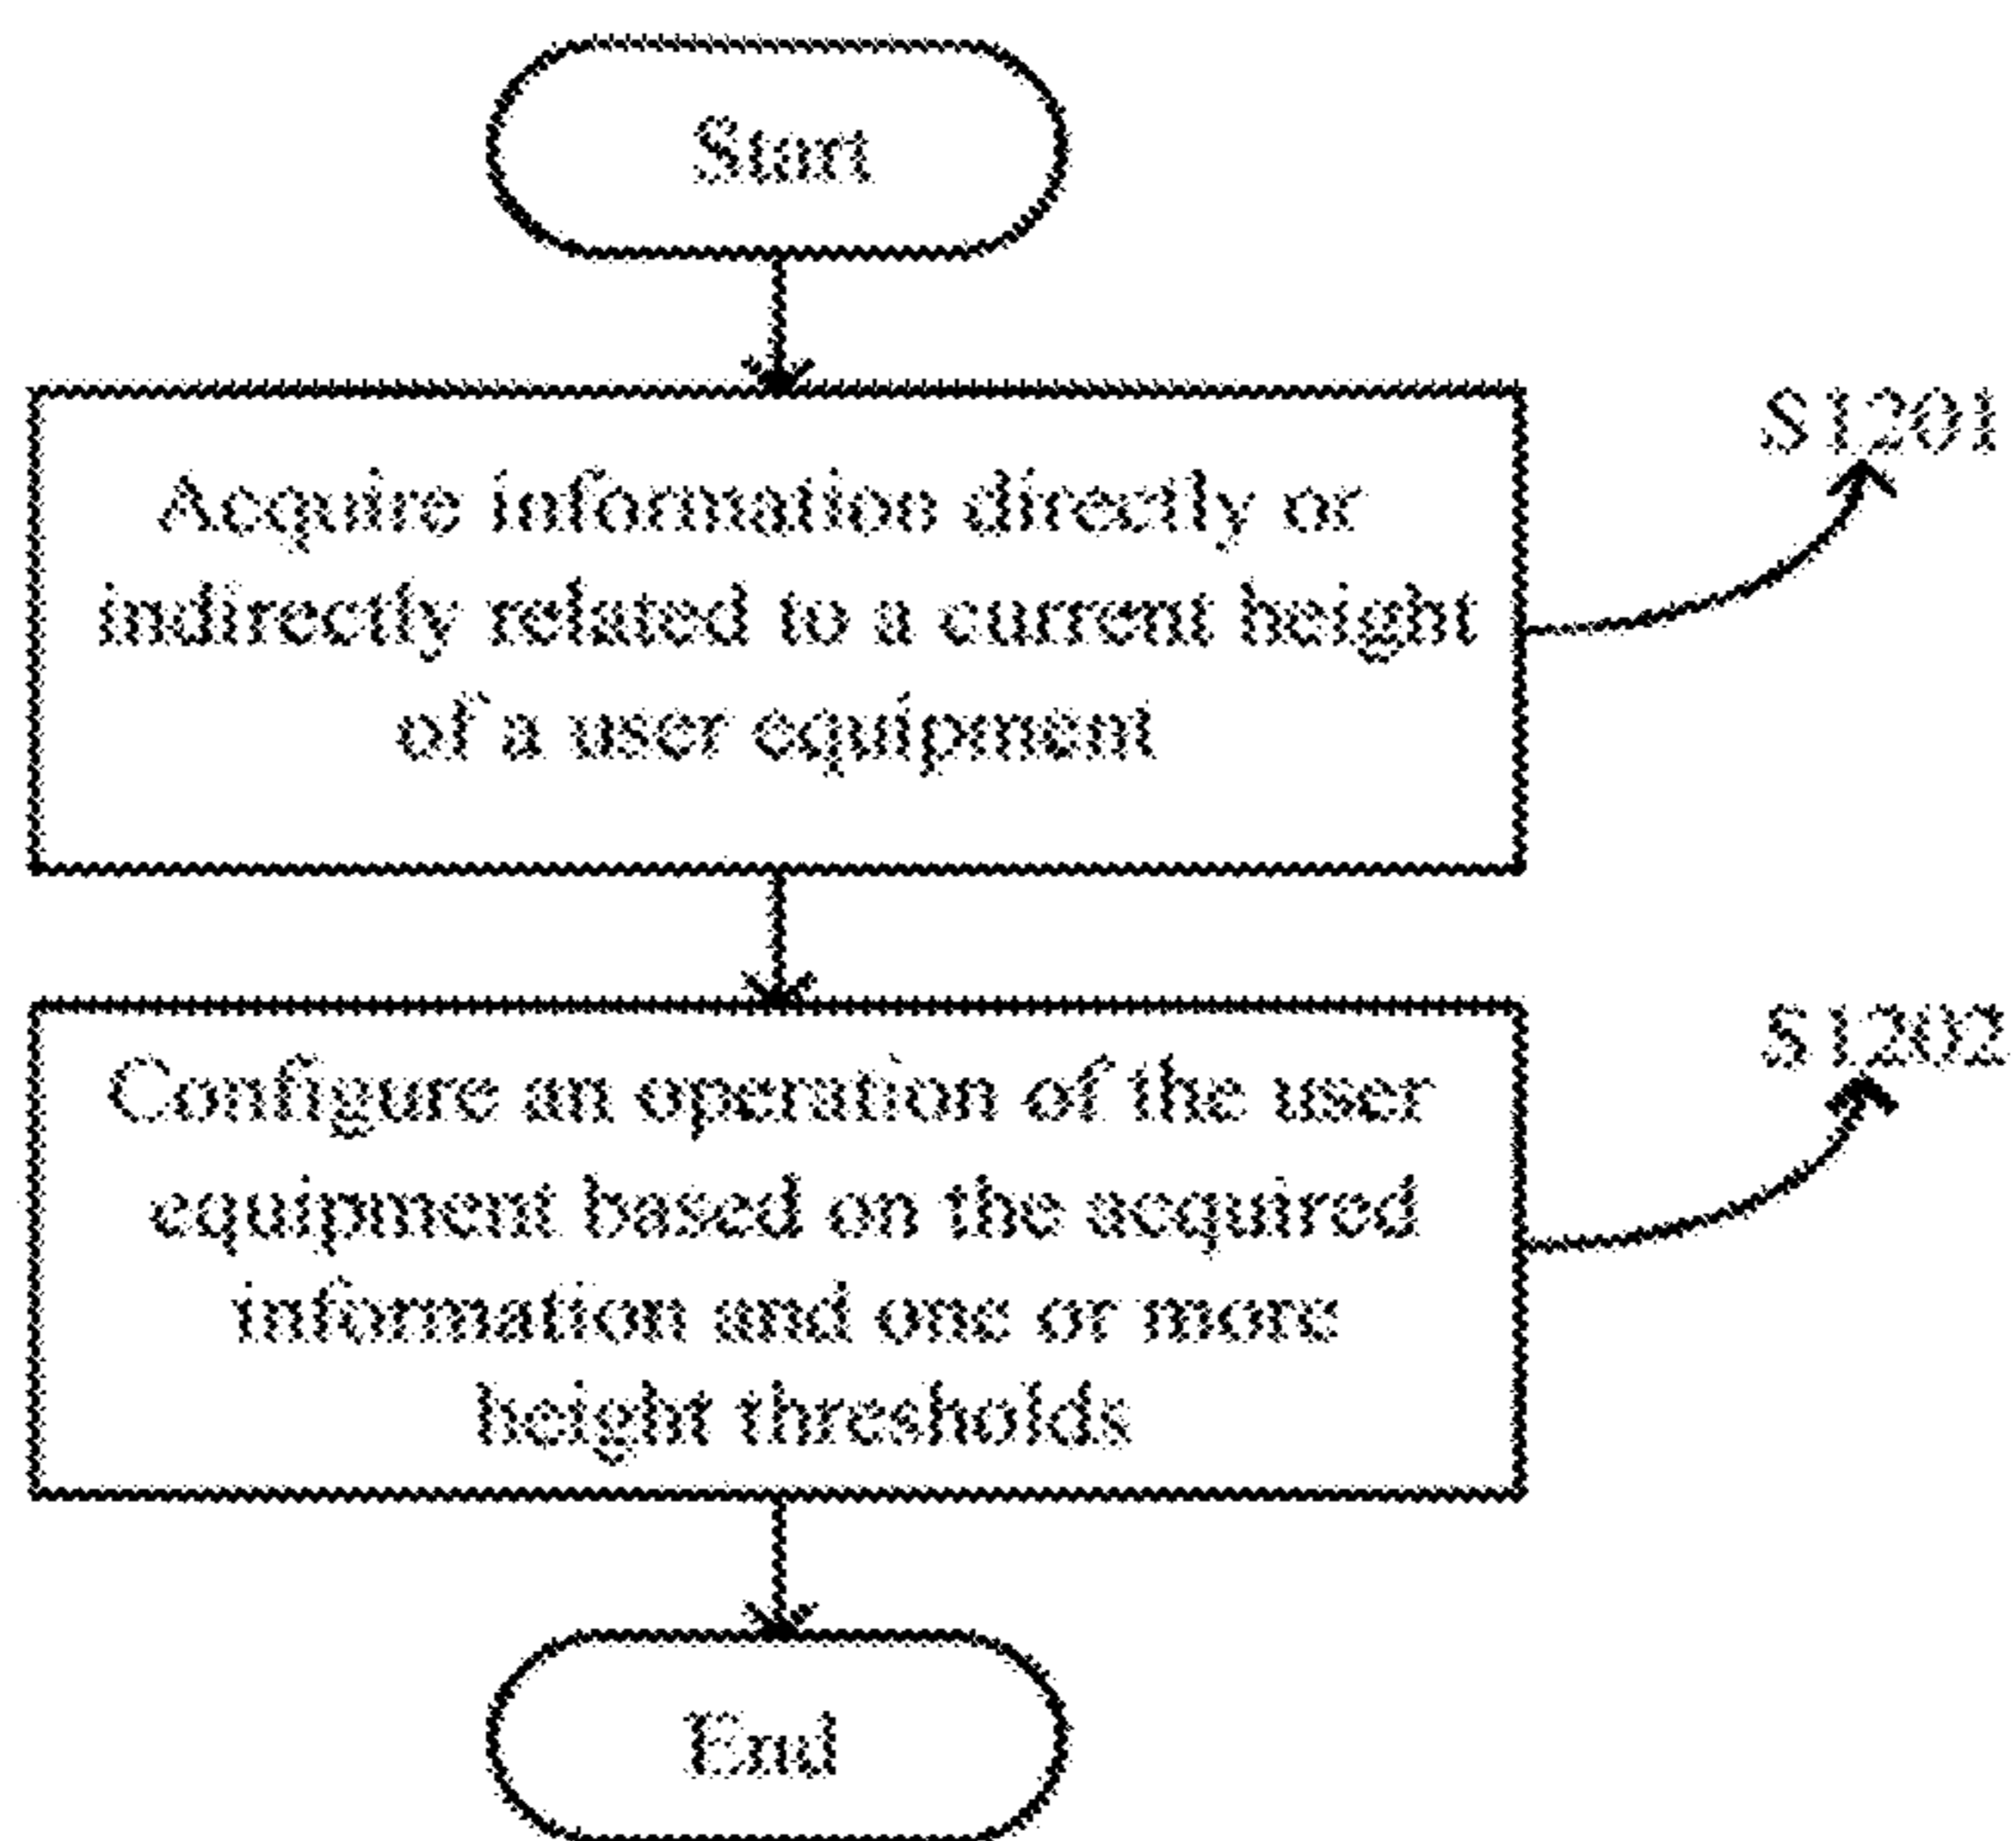 Start
S1201
Acquire information directly or
indirectly related to a current height
of a user equipment
S1202
Configure an operation of the user
equipment based on the acquired
information and one or more
height thresholds
End